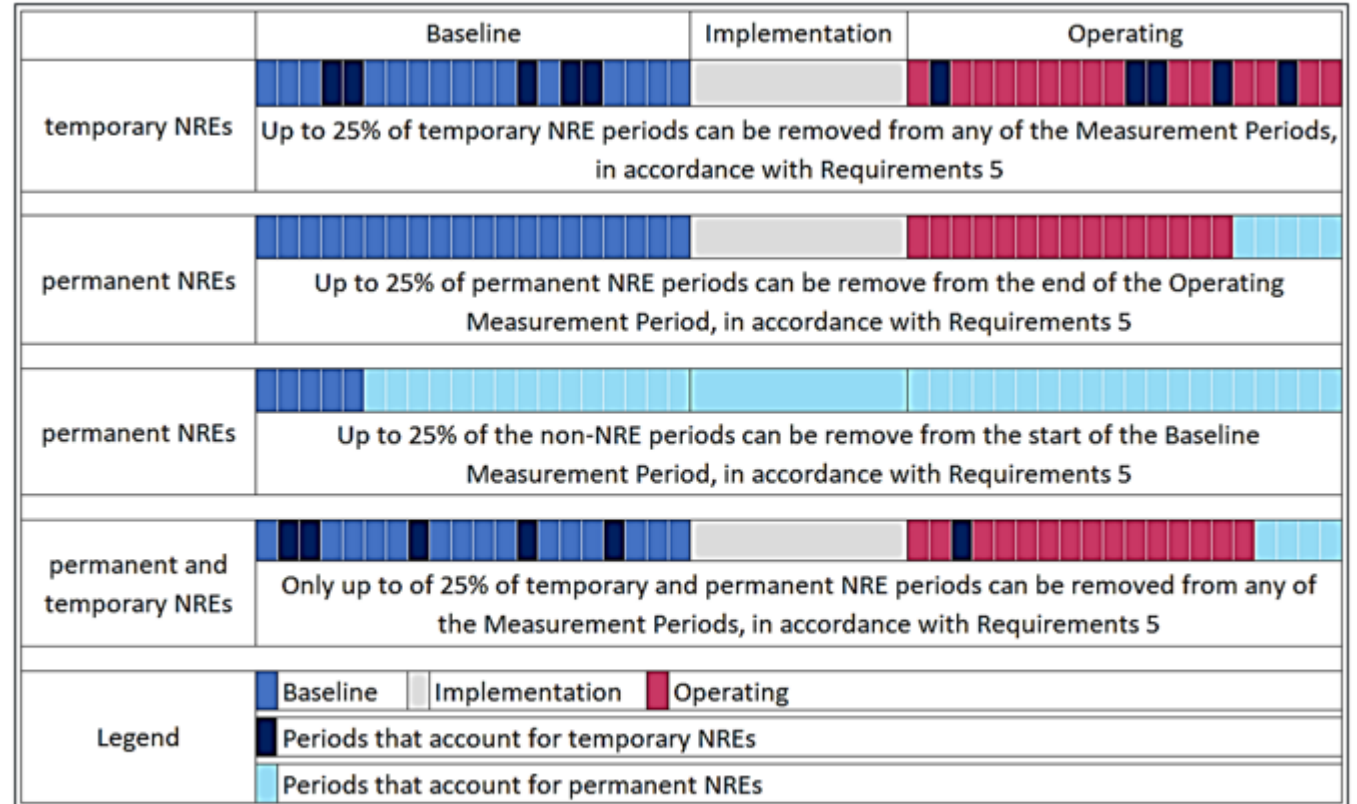 Baseline Implementation Operating
temporary NREs
Up to 25% of temporary NRE periods can be removed from any of the Measurement Periods,
in accordance with Requirements 5
permanent NREs
Up to 25% of permanent NRE periods can be remove from the end of the Operating
Measurement Period, in accordance with Requirements 5
permanent NREs
Up to 25% of the non-NRE periods can be remove from the start of the Baseline
Measurement Period, in accordance with Requirements 5
permanent and
temporary NREs
Only up to of 25% of temporary and permanent NRE periods can be removed from any of
the Measurement Periods, in accordance with Requirements 5
Legend
Baseline Implementation Operating
Periods that account for temporary NREs
Periods that account for permanent NREs